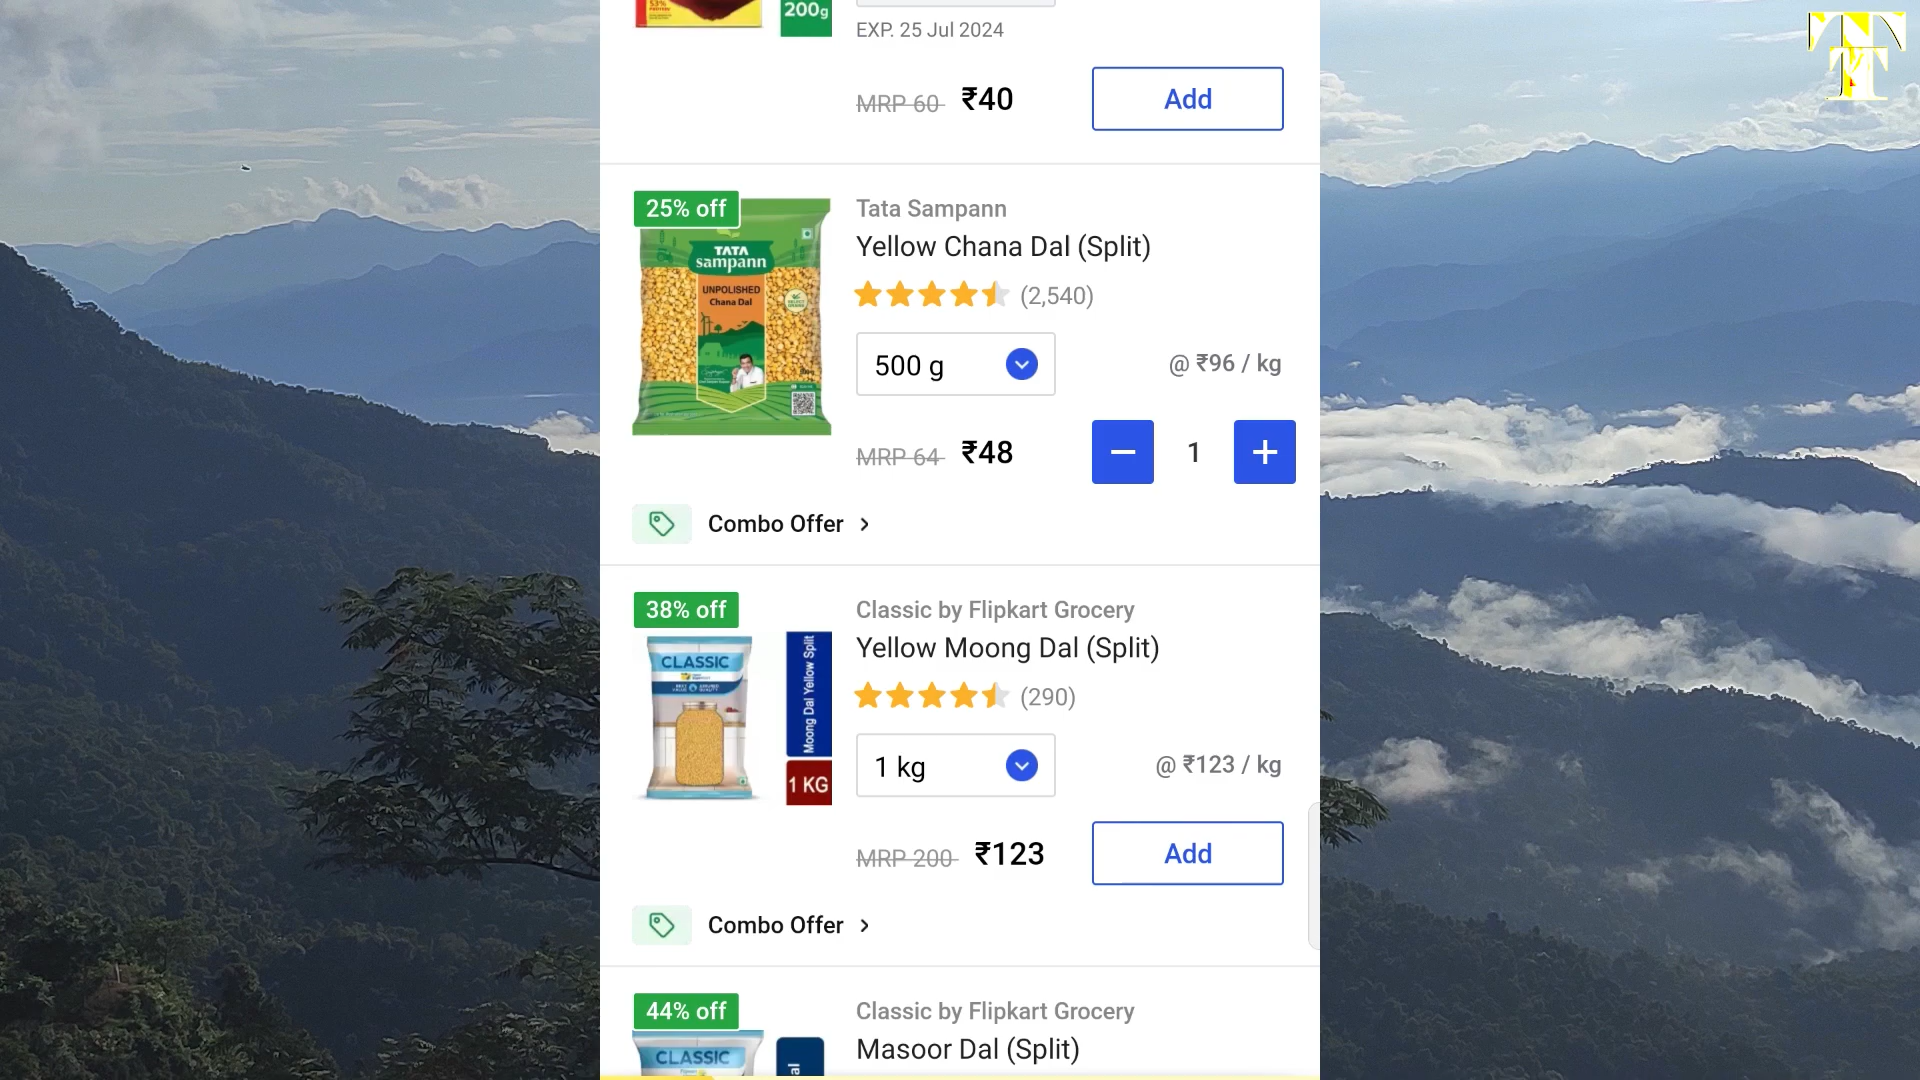 200g
EXP. 25 Jul 2024
MRP 60 ₹40
Add
25% off
Tata Sampann
Yellow Chana Dal (Split)
TATA
sampann
UNPOLISHED
Chana Dal
(2,540)
500 g
@ ₹96 / kg
MRP 64 ₹48
1
Combo Offer
38% off
Classic by Flipkart Grocery
Yellow Moong Dal (Split)
CLASSIC
Moong Dal Yellow Split
1 KG
(290)
1 kg
@ ₹123 / kg
MRP 200 ₹123
Add
Combo Offer
44% off
Classic by Flipkart Grocery
Masoor Dal (Split)
CLASSIC